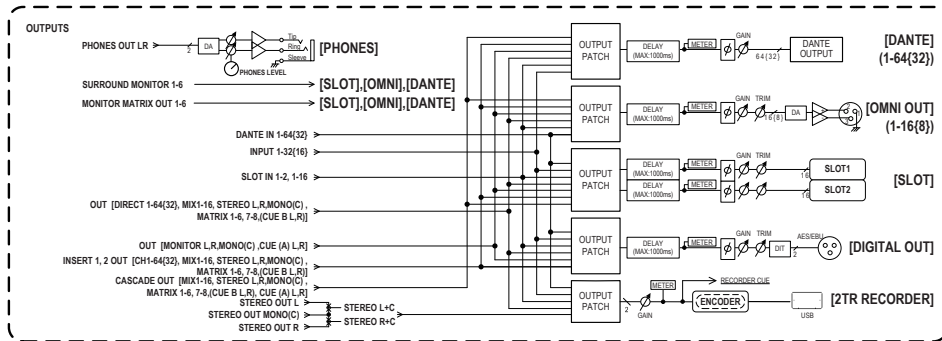 OUTPUTS
PHONES OUT LR
2
DA
Tip
Ring
Sleeve
[PHONES]
PHONES LEVEL
SURROUND MONITOR 1-6
[SLOT],[OMNI],[DANTE]
MONITOR MATRIX OUT 1-6
[SLOT],[OMNI],[DANTE]
DANTE IN 1-64{32}
INPUT 1-32{16}
SLOT IN 1-2, 1-16
OUT [DIRECT 1-64{32}, MIX1-16, STEREO L,R,MONO(C) ,
MATRIX 1-6, 7-8,(CUE B L,R)]
OUT [MONITOR L,R,MONO(C) ,CUE (A) L,R]
INSERT 1, 2 OUT [CH1-64{32}, MIX1-16, STEREO L,R,MONO(C) ,
MATRIX 1-6, 7-8,(CUE B L,R)]
CASCADE OUT [MIX1-16, STEREO L,R,MONO(C) ,
MATRIX 1-6, 7-8,(CUE B L,R), CUE (A) L,R]
STEREO OUT L
STEREO OUT MONO(C)
STEREO OUT R
STEREO L+C
STEREO R+C
OUTPUT
PATCH
DELAY
(MAX:1000ms)
METER
GAIN
64{32}
DANTE
OUTPUT
[DANTE]
(1-64{32})
OUTPUT
PATCH
DELAY
(MAX:1000ms)
METER
GAIN TRIM
16{8}
DA
[OMNI OUT]
(1-16{8})
OUTPUT
PATCH
DELAY
(MAX:1000ms)
METER
GAIN TRIM
16
SLOT1
DELAY
(MAX:1000ms)
METER
16
SLOT2
[SLOT]
OUTPUT
PATCH
DELAY
(MAX:1000ms)
METER
GAIN TRIM
DIT
AES/EBU
2
[DIGITAL OUT]
OUTPUT
PATCH
2
GAIN
METER
RECORDER CUE
ENCODER
USB
[2TR RECORDER]